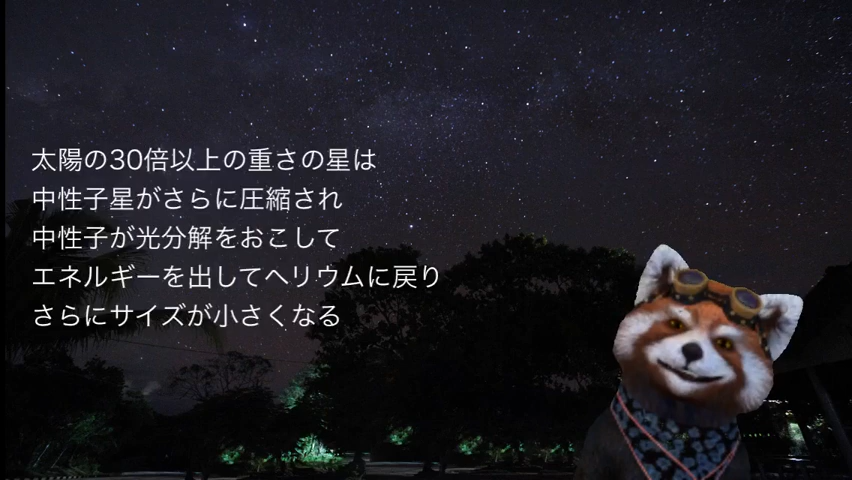 太陽の30倍以上の重さの星は
中性子星がさらに圧縮され
中性子が光分解をおこして
エネルギーを出してヘリウムに戻り
さらにサイズが小さくなる